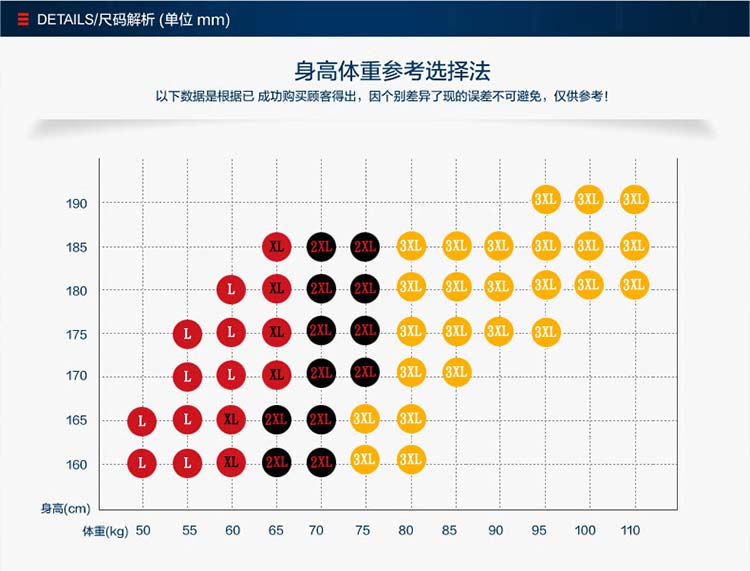 DETAILS/尺码解析 (单位 mm)
身高体重参考选择法
以下数据是根据已 成功购买顾客得出，因个别差异了现的误差不可避免，仅供参考！
190 3XL 3XL 3XL
185 XL 2XL 2XL 3XL 3XL 3XL 3XL 3XL 3XL
180 L XL 2XL 2XL 3XL 3XL 3XL 3XL 3XL 3XL
175 L L XL 2XL 2XL 3XL 3XL 3XL 3XL
170 L L XL 2XL 2XL 3XL 3XL
165 L L XL 2XL 2XL 3XL 3XL
160 L L XL 2XL 2XL 3XL 3XL
身高(cm)
体重(kg) 50 55 60 65 70 75 80 85 90 95 100 110